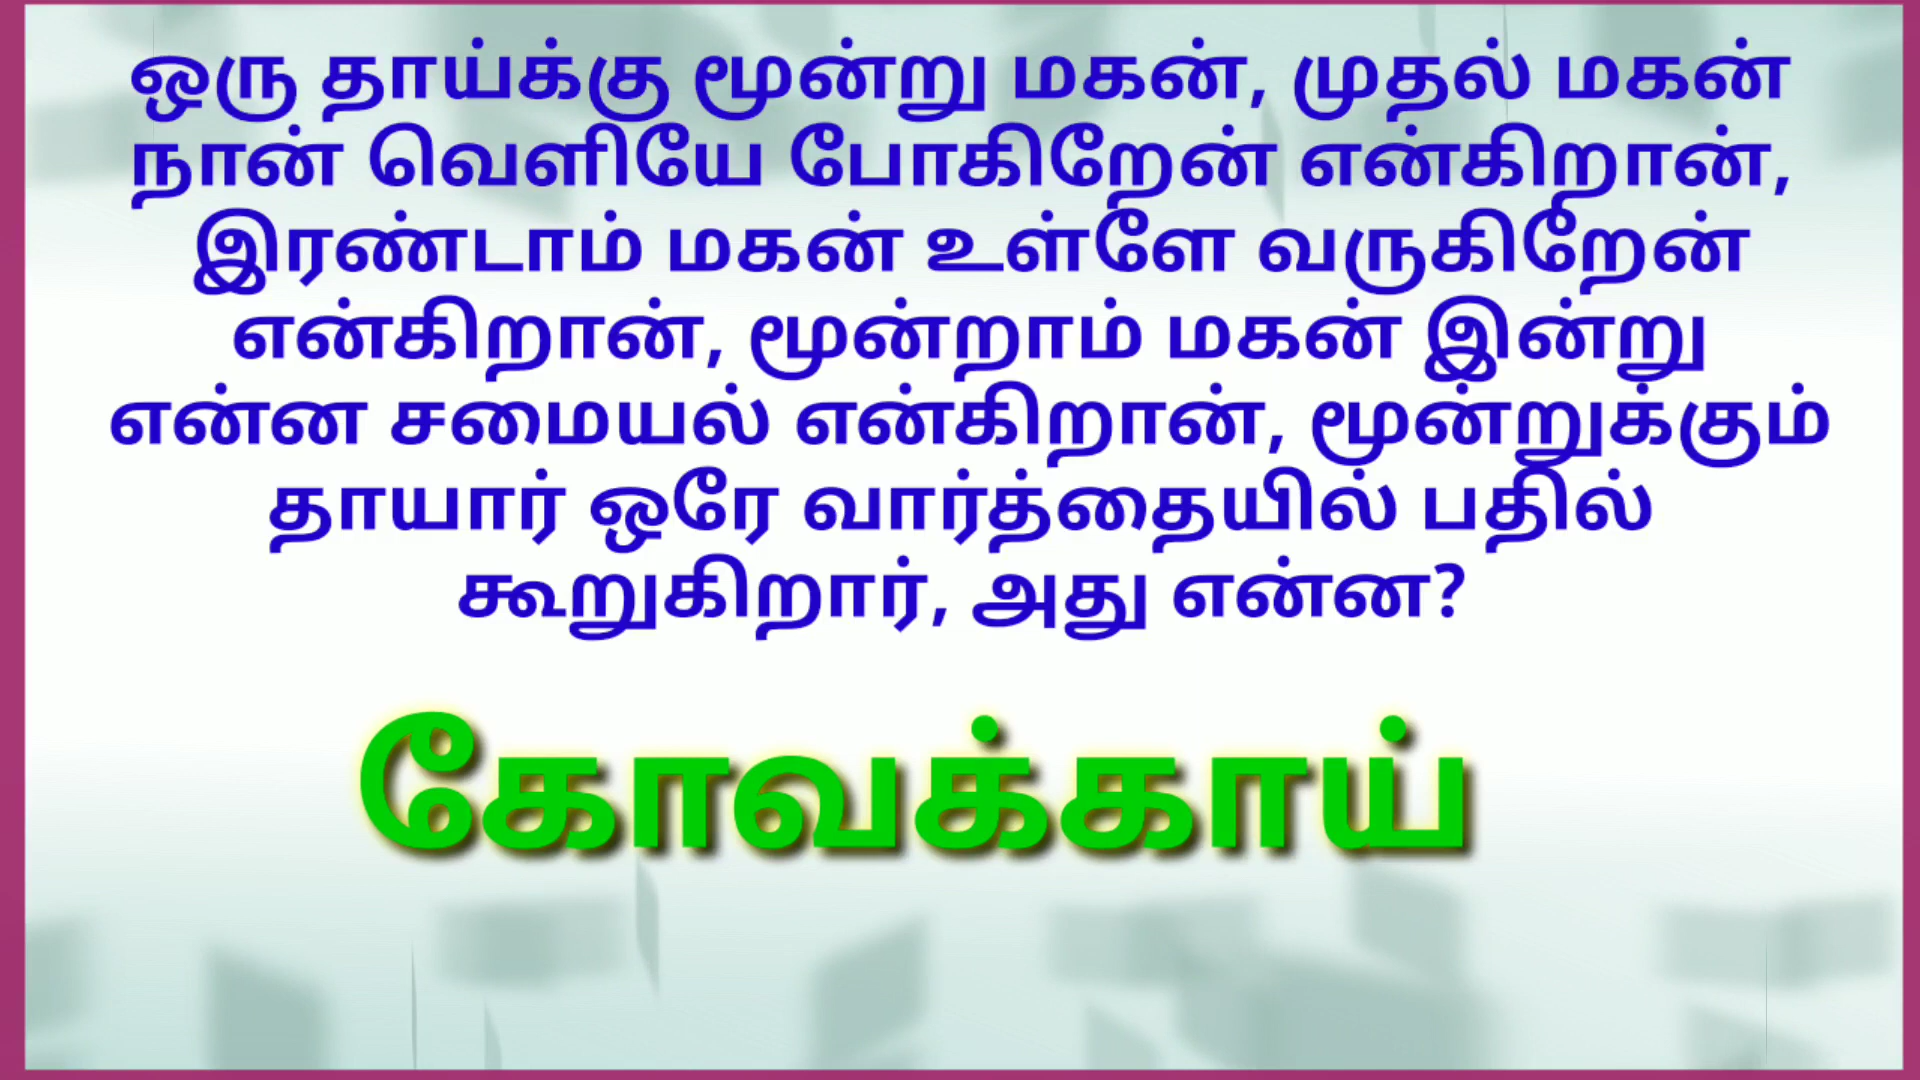 ஒரு தாய்க்கு மூன்று மகன், முதல் மகன்
நான் வெளியே போகிறேன் என்கிறான்,
இரண்டாம் மகன் உள்ளே வருகிறேன்
என்கிறான், மூன்றாம் மகன் இன்று
என்ன சமையல் என்கிறான், மூன்றுக்கும்
தாயார் ஒரே வார்த்தையில் பதில்
கூறுகிறார், அது என்ன?
கோவக்காய்